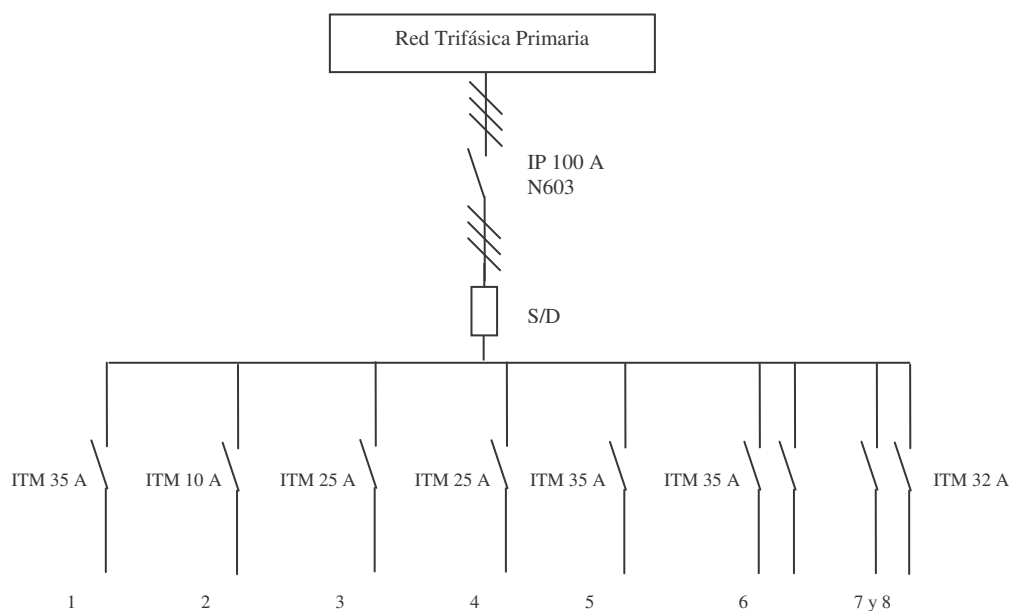 Red Trifásica Primaria
IP 100 A
N603
S/D
ITM 35 A
ITM 10 A
ITM 25 A
ITM 25 A
ITM 35 A
ITM 35 A
ITM 32 A
1
2
3
4
5
6
7 y 8